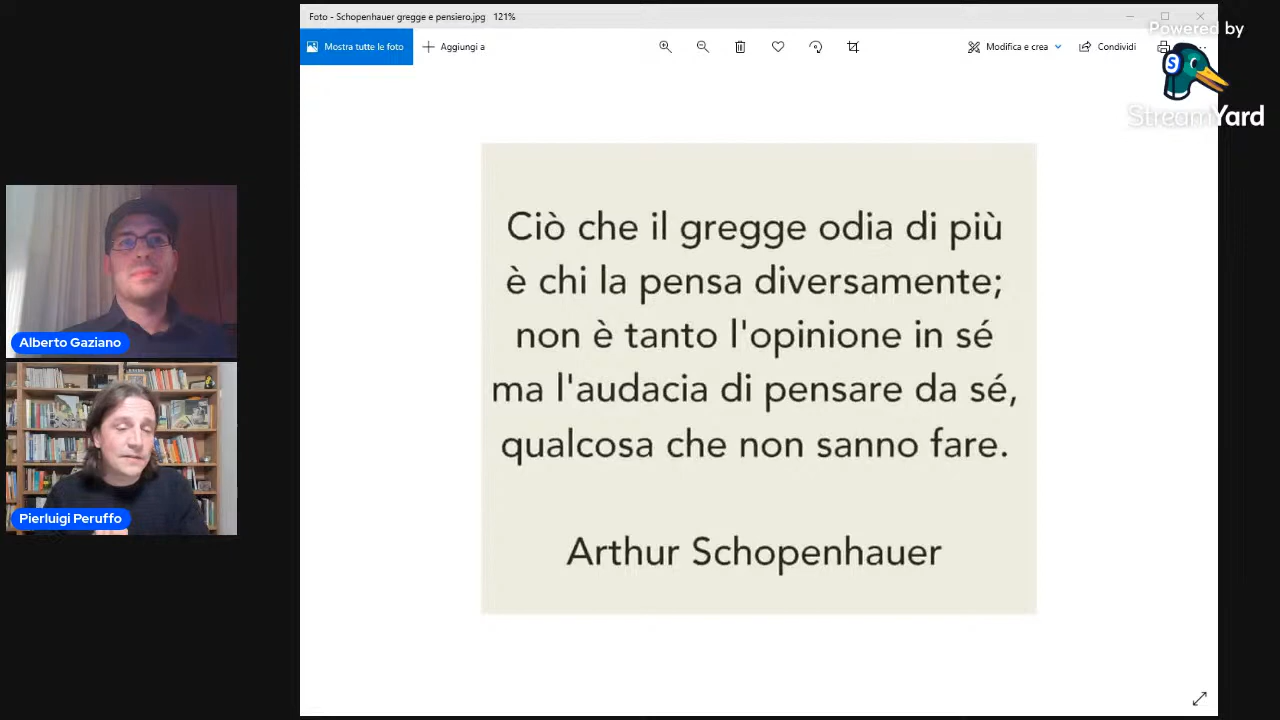 Foto - Schopenhauer gregge e pensiero.jpg 121%
Powered by
Mostra tutte le foto
Aggiungi a
Modifica e crea
Condividi
S
StreamYard
Ciò che il gregge odia di più
è chi la pensa diversamente;
non è tanto l'opinione in sé
ma l'audacia di pensare da sé,
qualcosa che non sanno fare.
Arthur Schopenhauer
Alberto Gaziano
Pierluigi Peruffo